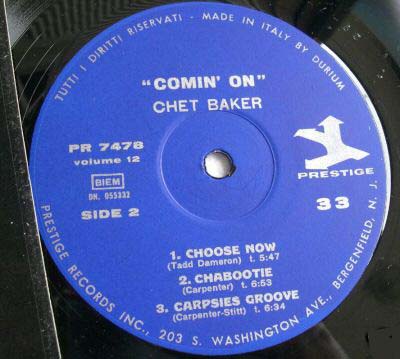 TUTTI I DIRITTI RISERVATI - MADE IN ITALY BY DURIUM
"COMIN' ON"
CHET BAKER
PR 7478
volume 12
BIEM
DN. 055332
SIDE 2
PRESTIGE
33
1. CHOOSE NOW
(Tadd Dameron) t. 5:47
2. CHABOOTIE
(Carpenter) t. 6:53
3. CARPSIES GROOVE
(Carpenter-Stitt) t. 6:34
PRESTIGE RECORDS INC., 203 S. WASHINGTON AVE., BERGENFIELD, N. J.